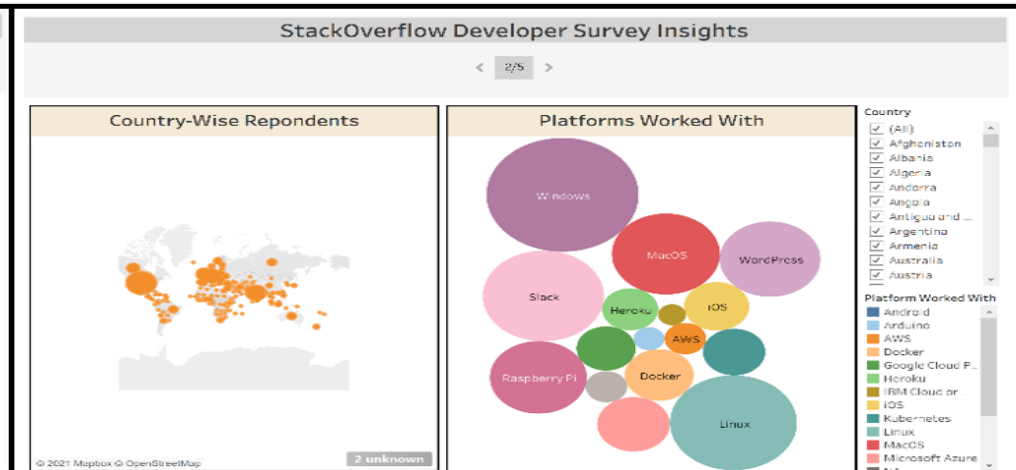 StackOverflow Developer Survey Insights
< 2/5 >
Country-Wise Repondents
Platforms Worked With
Windows
MacOS
WordPress
Slack
Heroku
iOS
AWS
Raspberry Pi
Docker
Linux
© 2021 Mapbox © OpenStreetMap
2 unknown
Country
(All)
Afghanistan
Albania
Algeria
Andorra
Angola
Antigua and ...
Argentina
Armenia
Australia
Austria
Platform Worked With
Android
Arduino
AWS
Docker
Google Cloud P..
Heroku
IBM Cloud or ..
iOS
Kubernetes
Linux
MacOS
Microsoft Azure